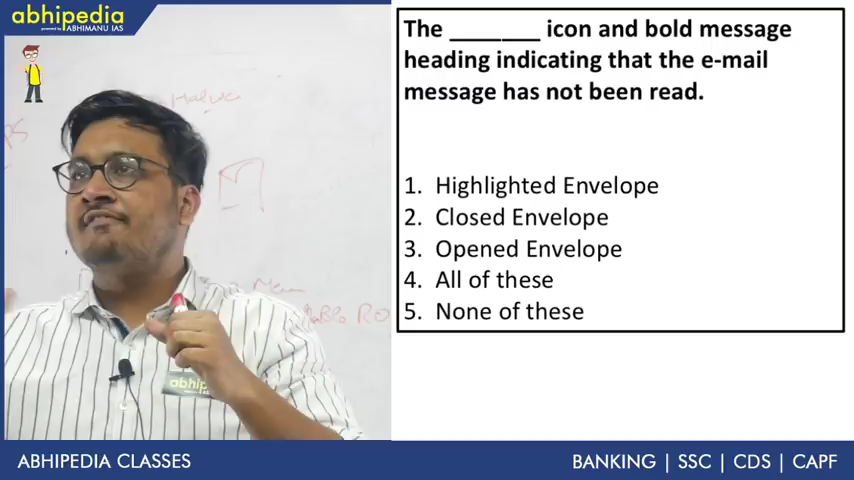 abhipedia
powered by ABHIMANU IAS
The ________ icon and bold message
heading indicating that the e-mail
message has not been read.
1. Highlighted Envelope
2. Closed Envelope
3. Opened Envelope
4. All of these
5. None of these
abhip
ABHIPEDIA CLASSES
BANKING | SSC | CDS | CAPF